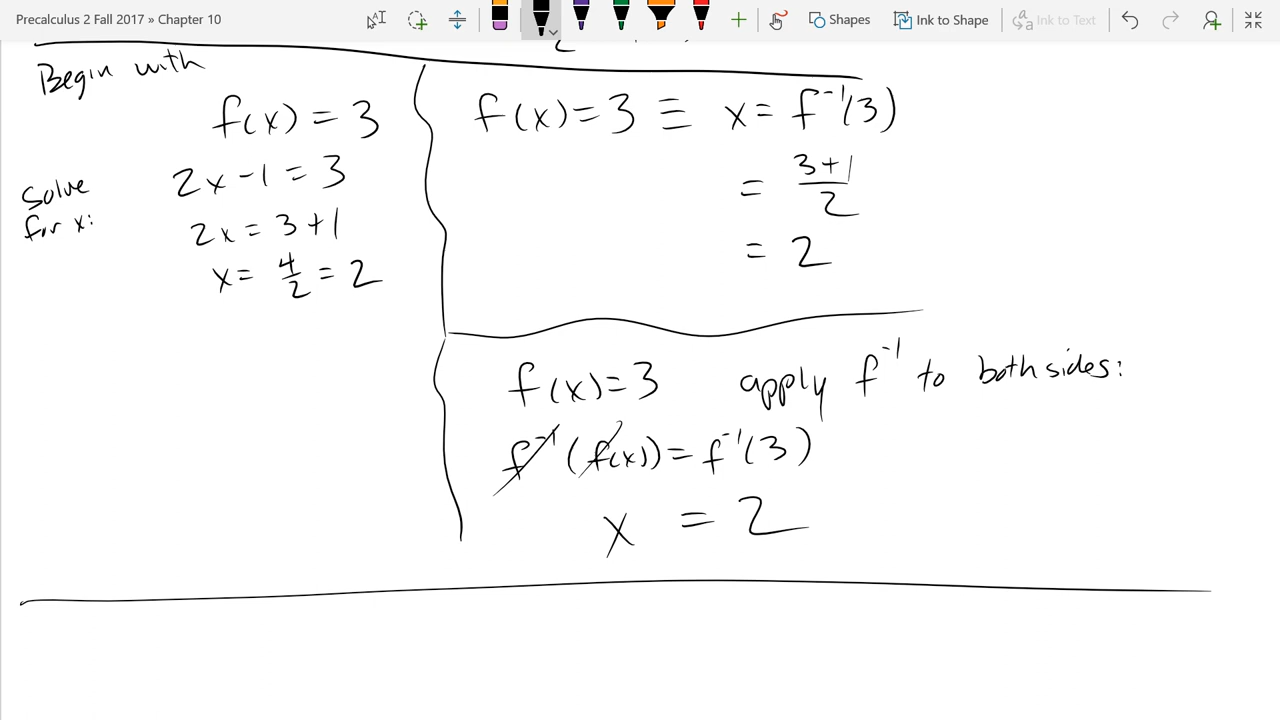 Precalculus 2 Fall 2017 » Chapter 10
Shapes
Ink to Shape
Ink to Text
Begin with
f(x) = 3
Solve for x:
2x - 1 = 3
2x = 3 + 1
x = 4/2 = 2
f(x) = 3 ≡ x = f⁻¹(3)
= (3+1)/2
= 2
f(x) = 3 apply f⁻¹ to both sides:
f⁻¹(f(x)) = f⁻¹(3)
x = 2